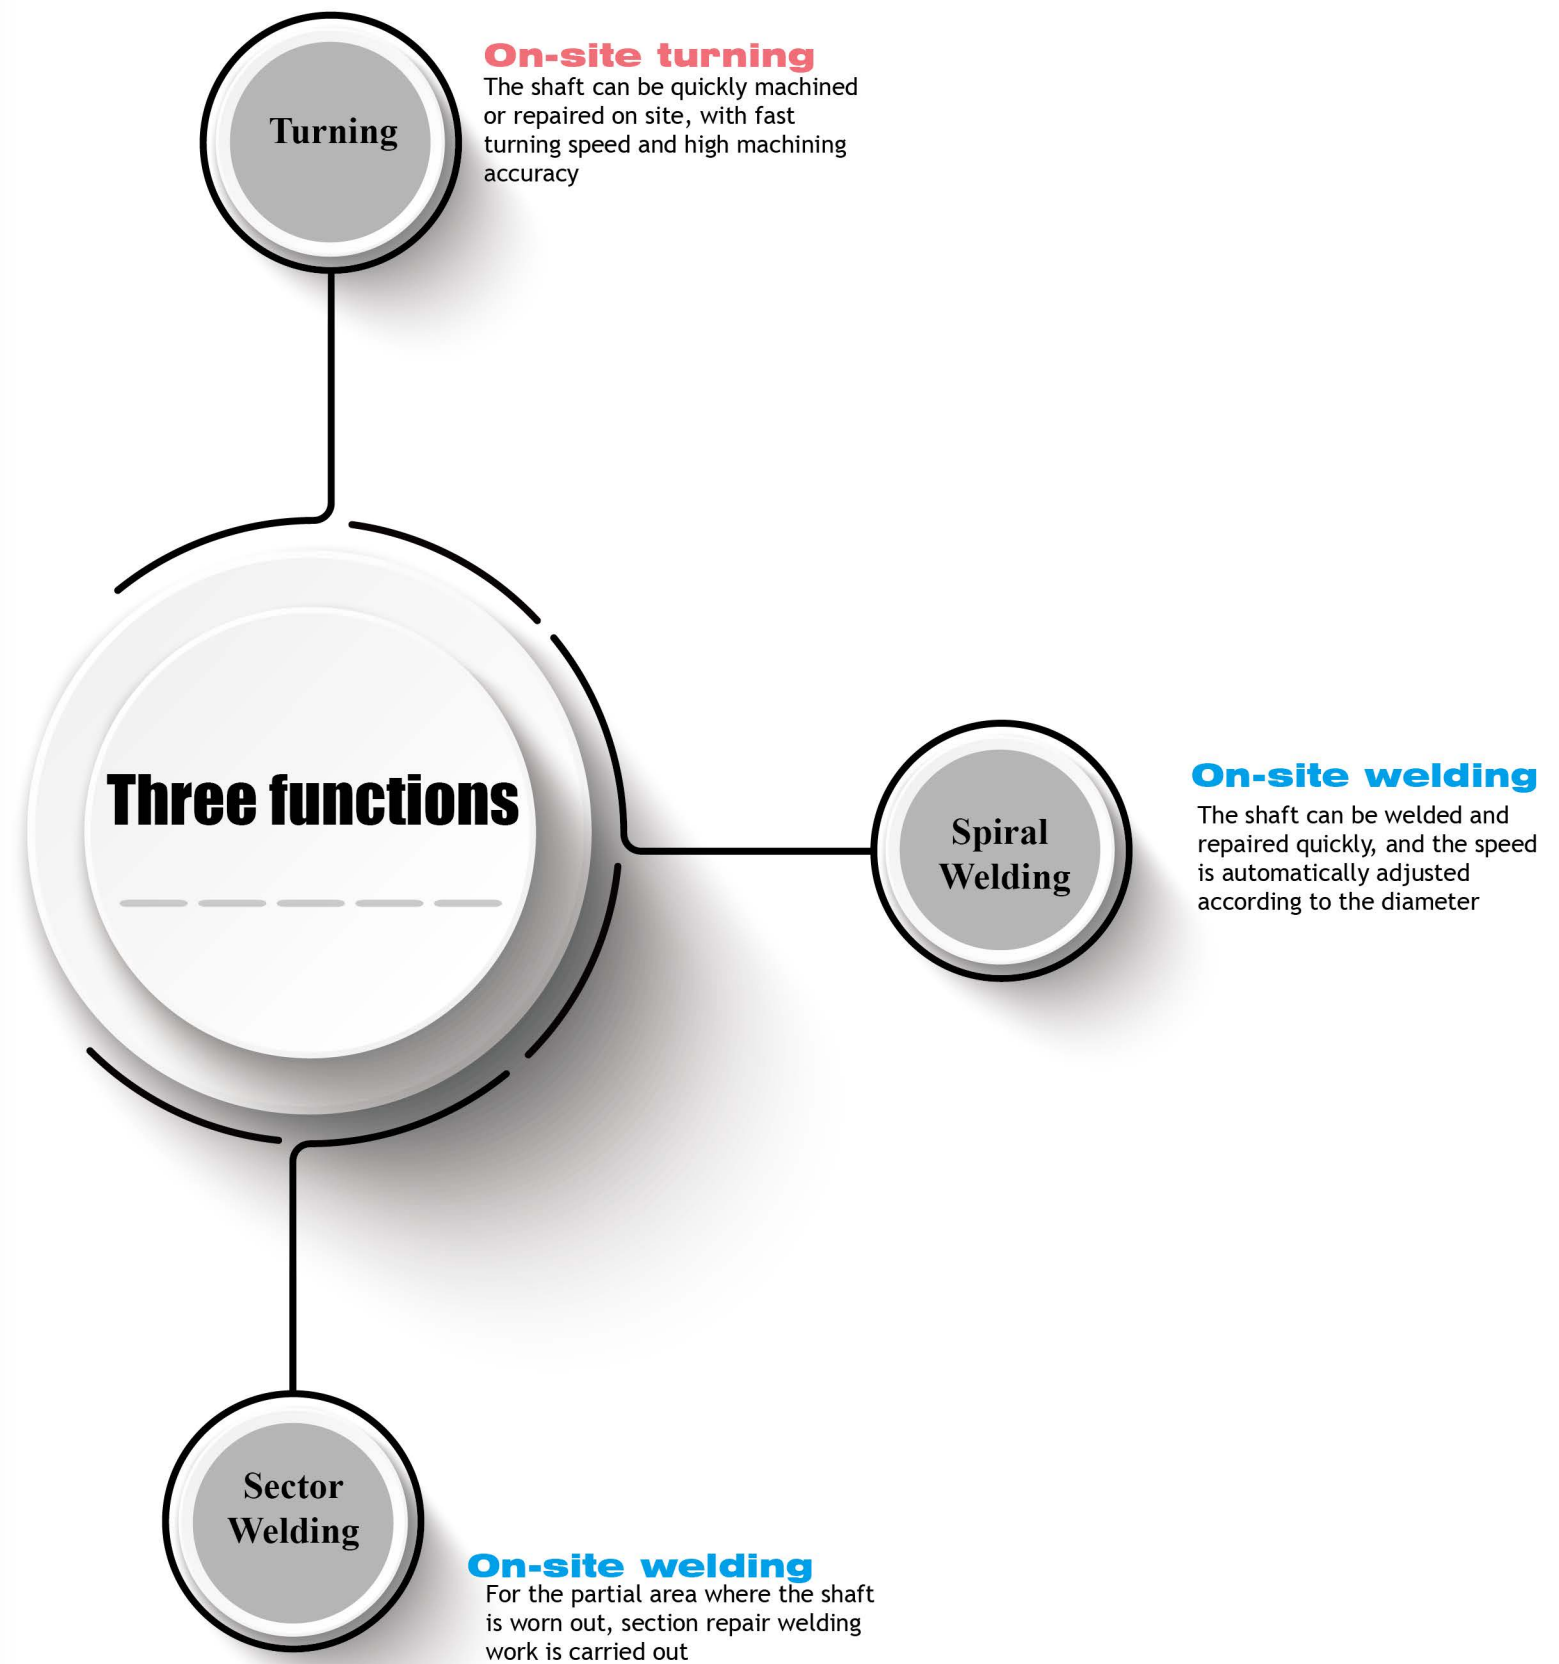 Turning
On-site turning
The shaft can be quickly machined
or repaired on site, with fast
turning speed and high machining
accuracy
Three functions
Spiral
Welding
On-site welding
The shaft can be welded and
repaired quickly, and the speed
is automatically adjusted
according to the diameter
Sector
Welding
On-site welding
For the partial area where the shaft
is worn out, section repair welding
work is carried out